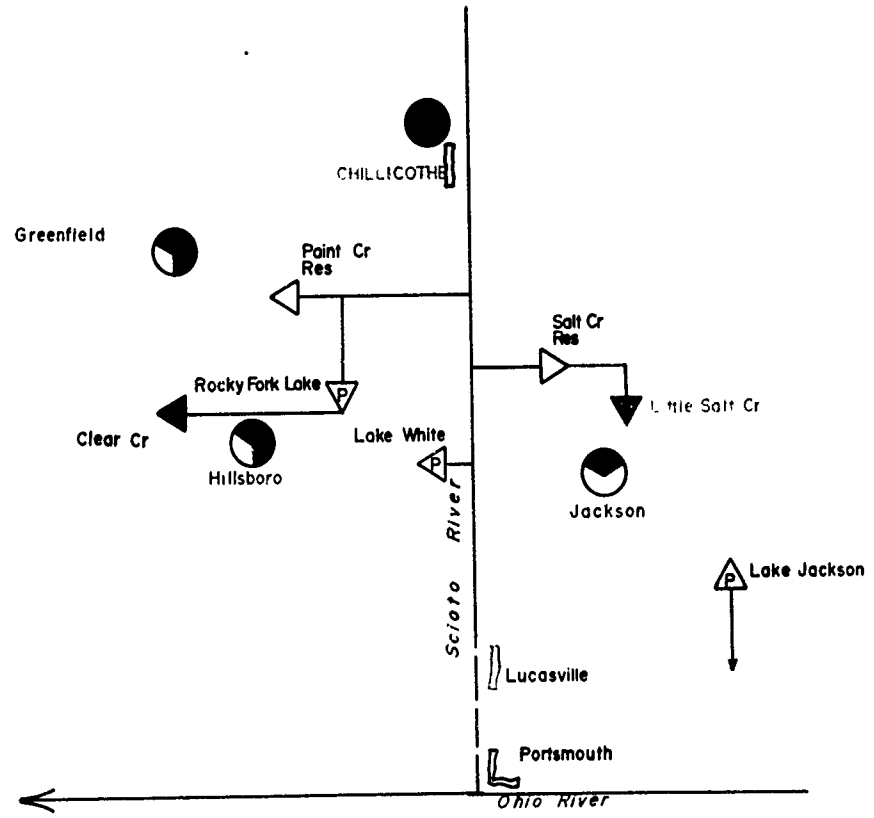 CHILLICOTHE
Greenfield
Paint Cr
Res
Salt Cr
Res
Rocky Fork Lake
P
Little Salt Cr
Clear Cr
Lake White
P
Hillsboro
Jackson
Scioto River
P
Lake Jackson
Lucasville
Portsmouth
Ohio River